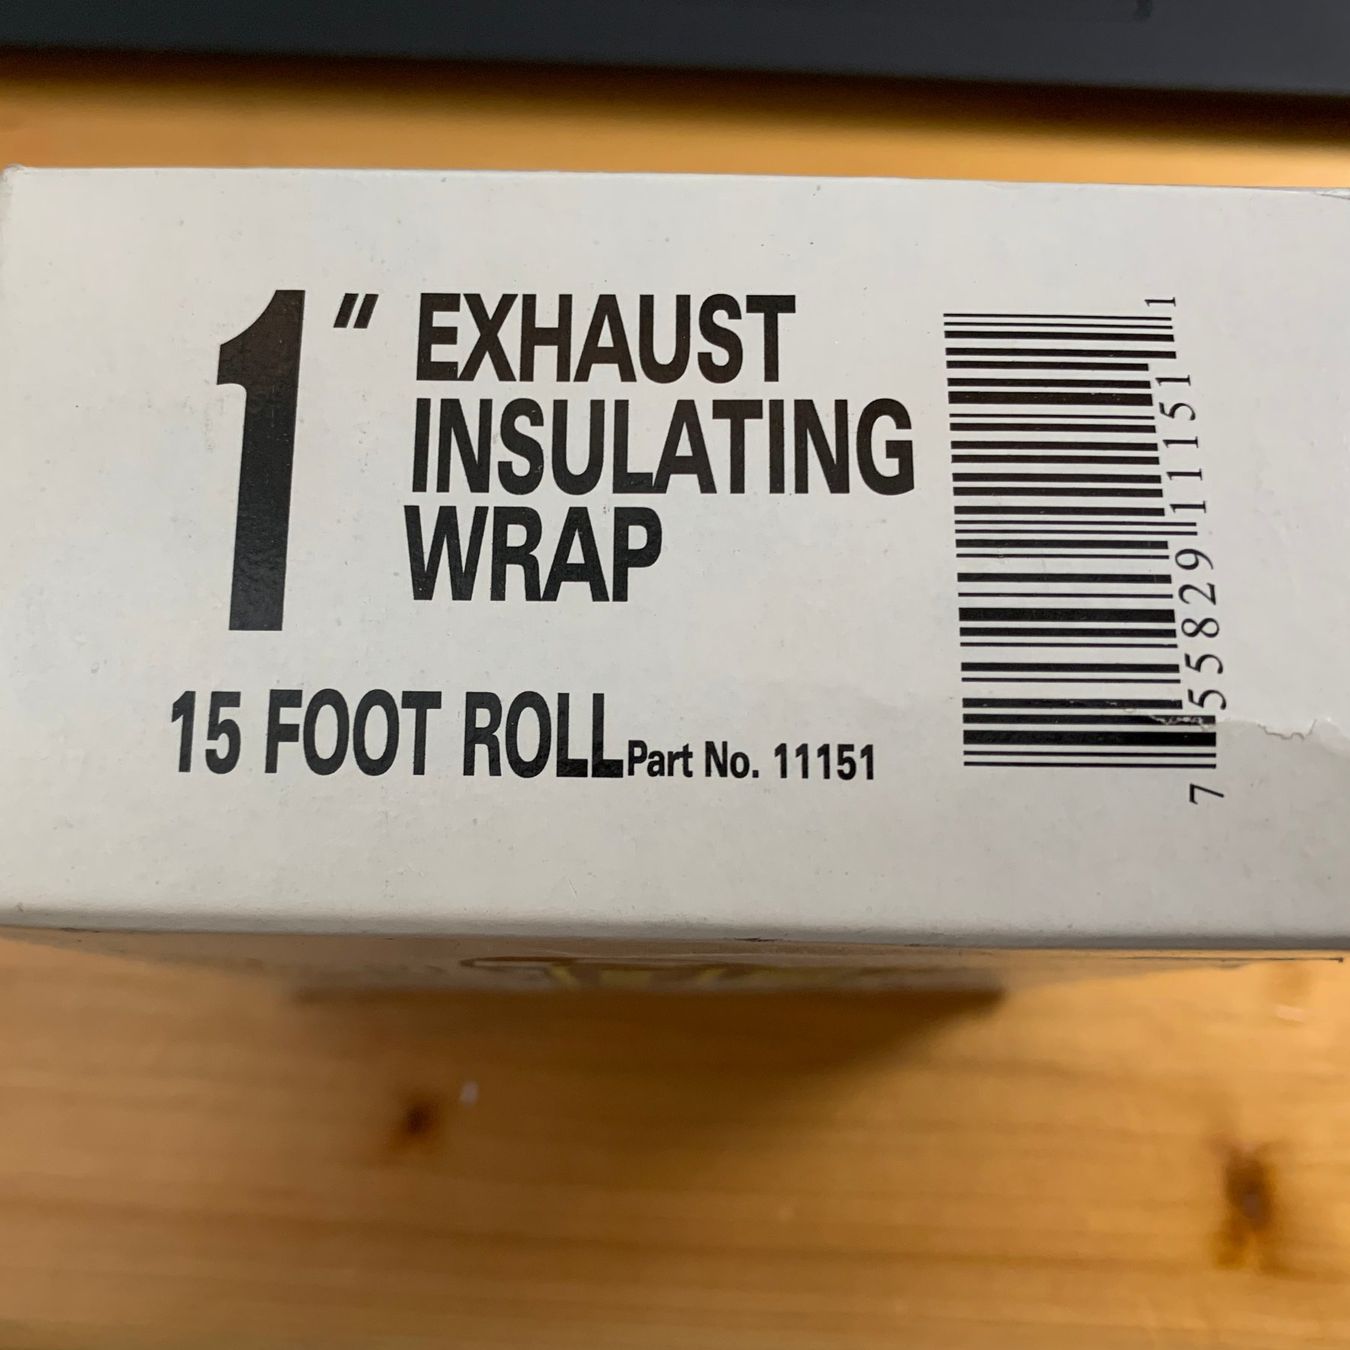 1" EXHAUST
INSULATING
WRAP
15 FOOT ROLL Part No. 11151
7 55829 11151 1